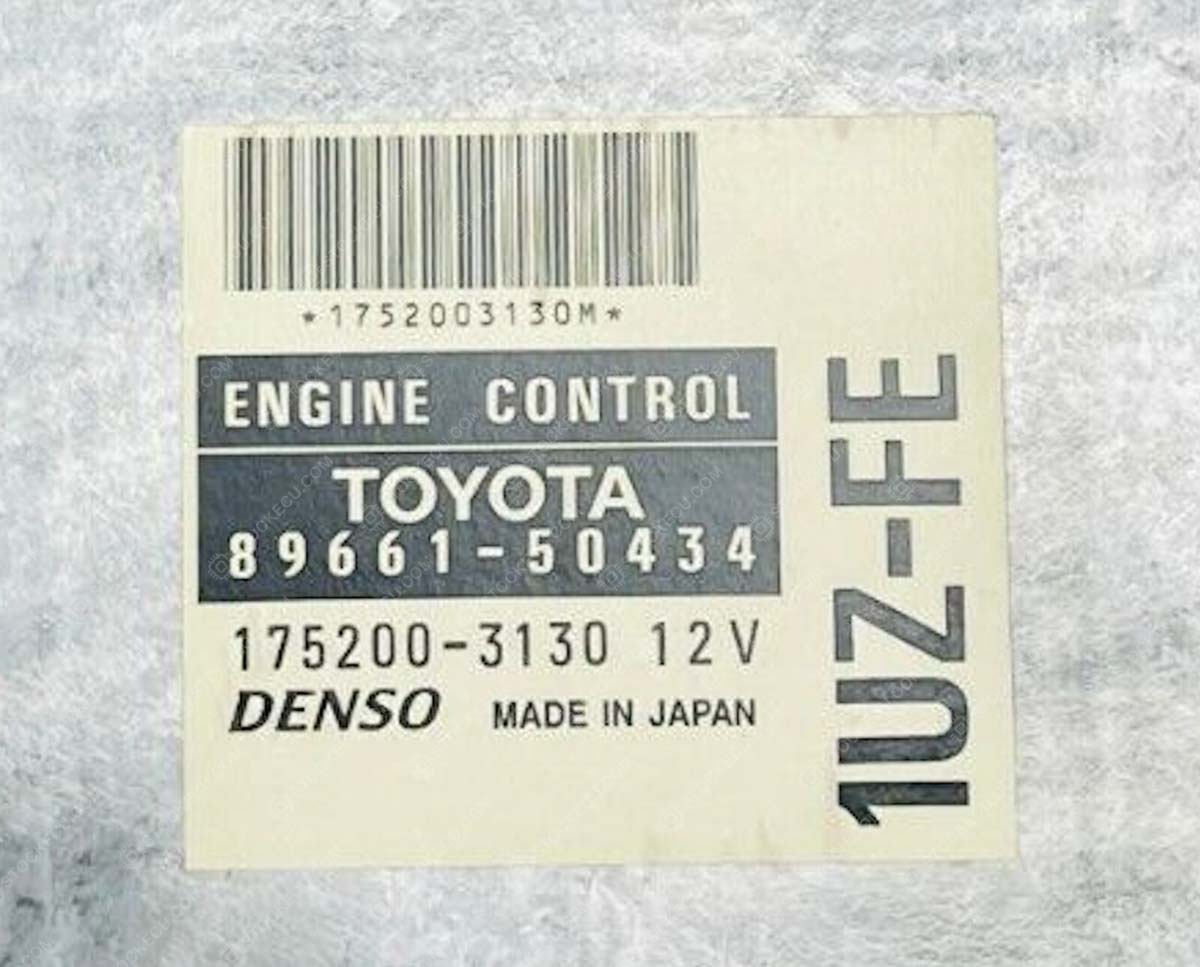 *1752003130M*
ENGINE CONTROL
TOYOTA
89661-50434
175200-3130 12V
DENSO MADE IN JAPAN
1UZ-FE